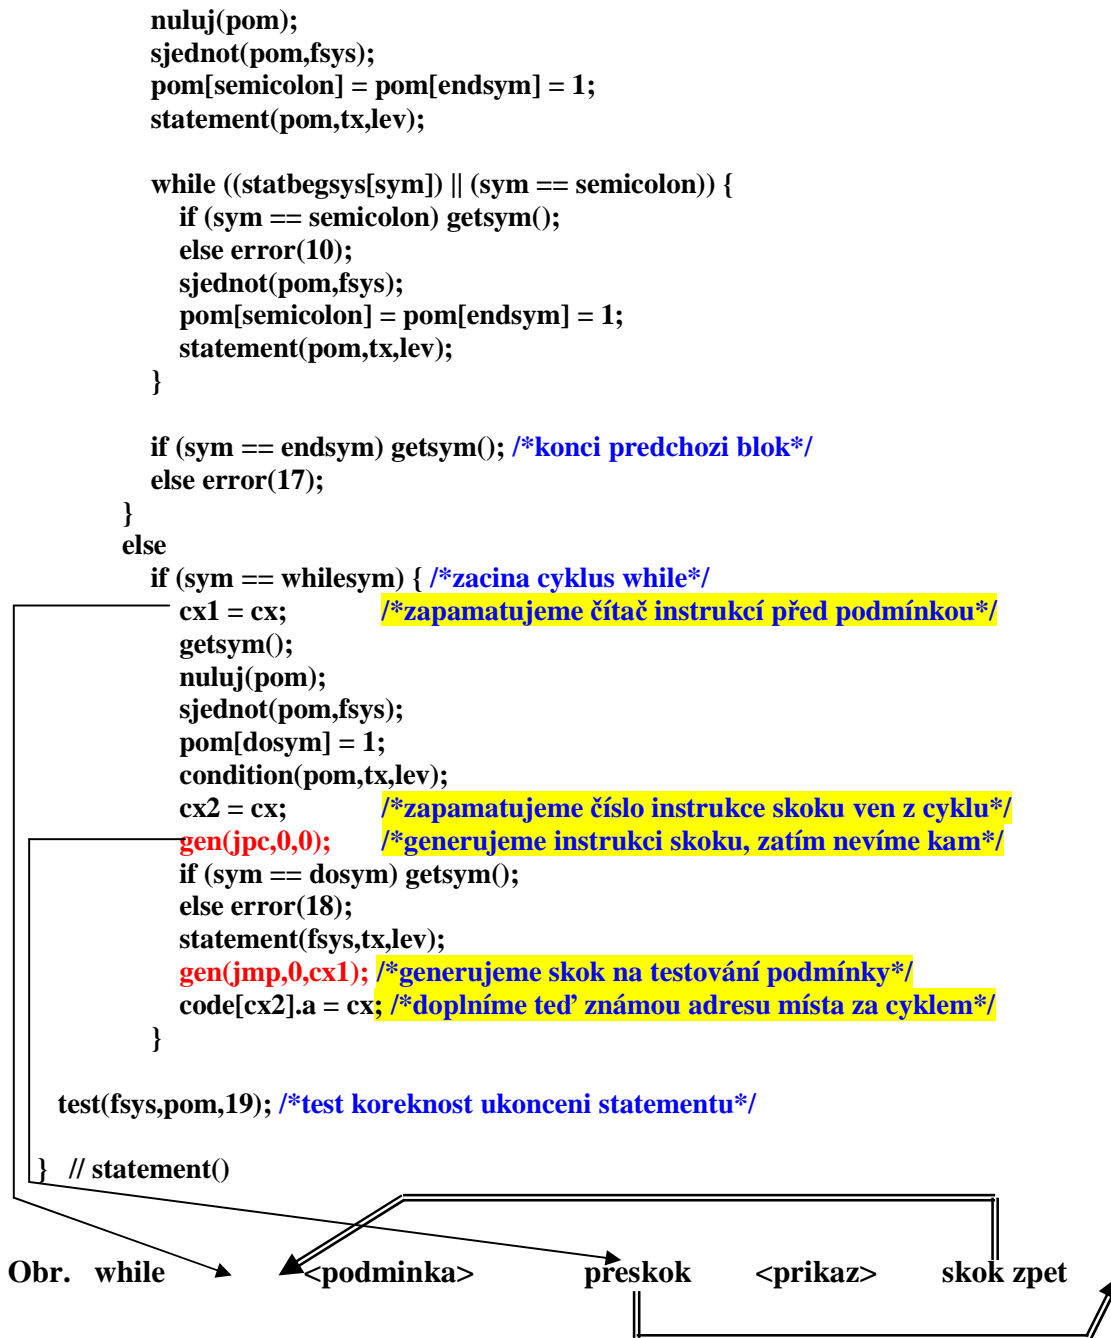 nuluj(pom);
sjednot(pom,fsys);
pom[semicolon] = pom[endsym] = 1;
statement(pom,tx,lev);
while ((statbegsys[sym]) || (sym == semicolon)) {
if (sym == semicolon) getsym();
else error(10);
sjednot(pom,fsys);
pom[semicolon] = pom[endsym] = 1;
statement(pom,tx,lev);
}
if (sym == endsym) getsym(); /*konci predchozi blok*/
else error(17);
}
else
if (sym == whilesym) { /*zacina cyklus while*/
cx1 = cx; /*zapamatujeme čítač instrukcí před podmínkou*/
getsym();
nuluj(pom);
sjednot(pom,fsys);
pom[dosym] = 1;
condition(pom,tx,lev);
cx2 = cx; /*zapamatujeme číslo instrukce skoku ven z cyklu*/
gen(jpc,0,0); /*generujeme instrukci skoku, zatím nevíme kam*/
if (sym == dosym) getsym();
else error(18);
statement(fsys,tx,lev);
gen(jmp,0,cx1); /*generujeme skok na testování podmínky*/
code[cx2].a = cx; /*doplníme teď známou adresu místa za cyklem*/
}
test(fsys,pom,19); /*test koreknost ukonceni statementu*/
} // statement()
Obr. while <podminka> preskok <prikaz> skok zpet